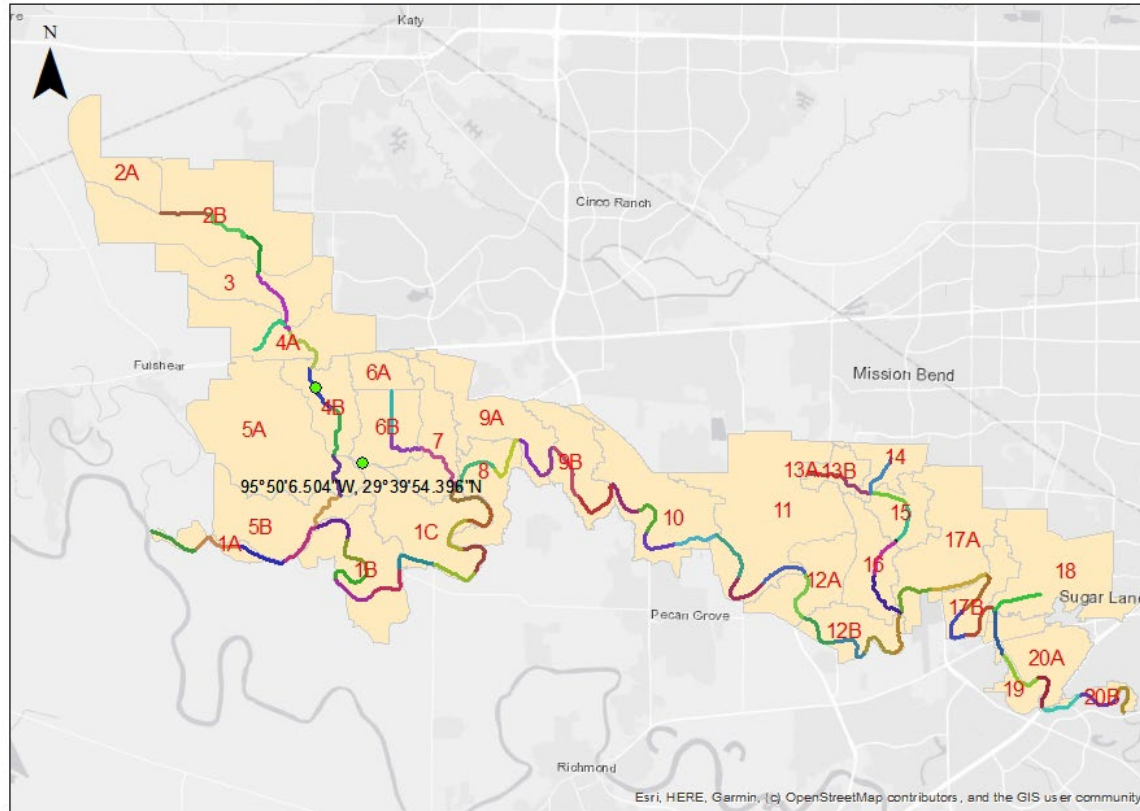 Katy
N
2A
Cinco Ranch
2B
3
4A
Fulshear
6A
Mission Bend
4B
9A
6B
5A
7
14
13A
13B
9B
8
95°50'6.504"W, 29°39'54.396"N
11
15
10
1C
5B
17A
1A
16
1B
12A
18
Sugar Land
17B
Pecan Grove
12B
20A
19
20B
Richmond
Esri, HERE, Garmin, (c) OpenStreetMap contributors, and the GIS user community